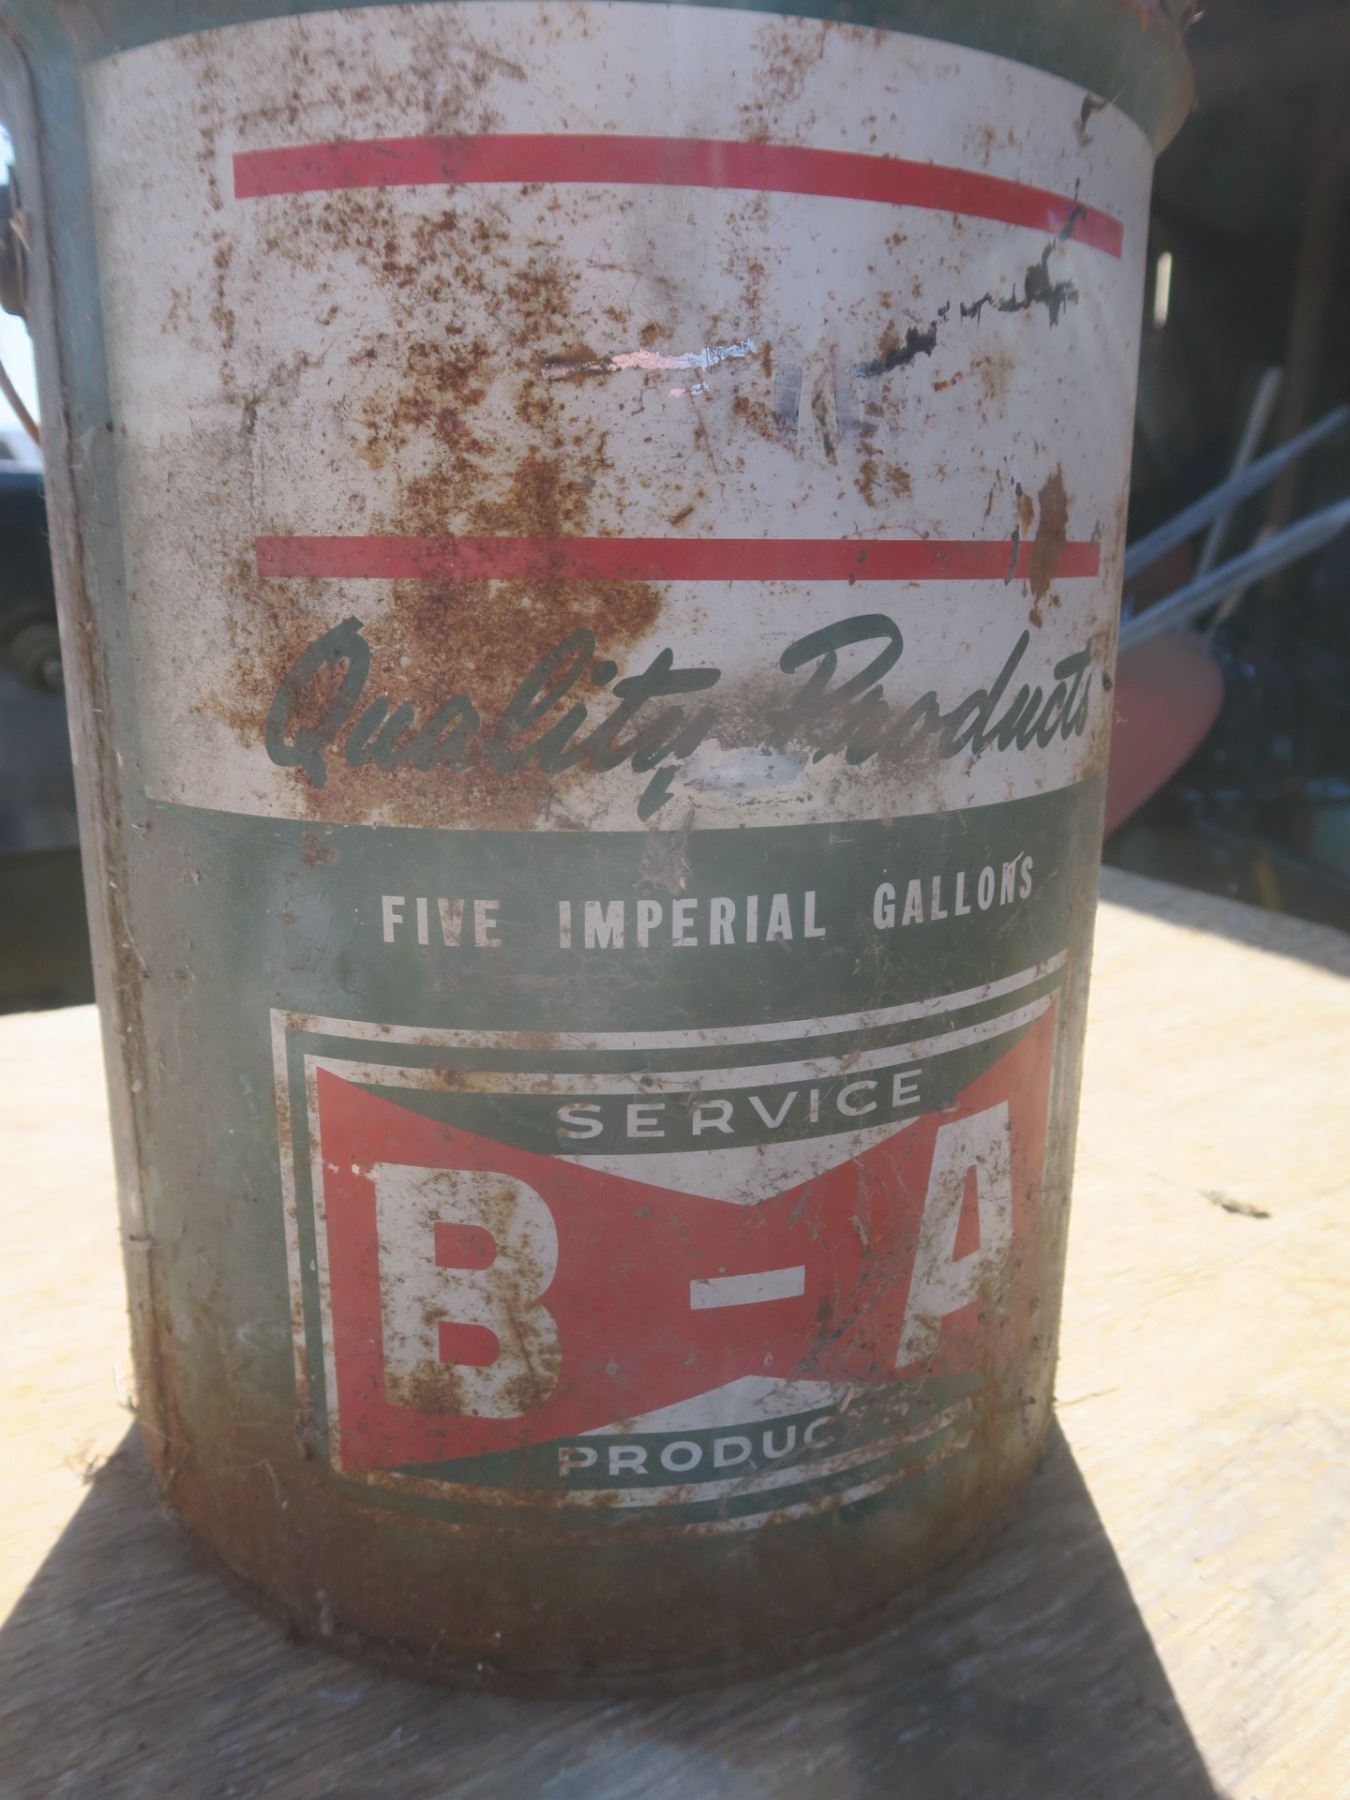 Quality Products
FIVE IMPERIAL GALLONS
SERVICE
B-A
PRODUC